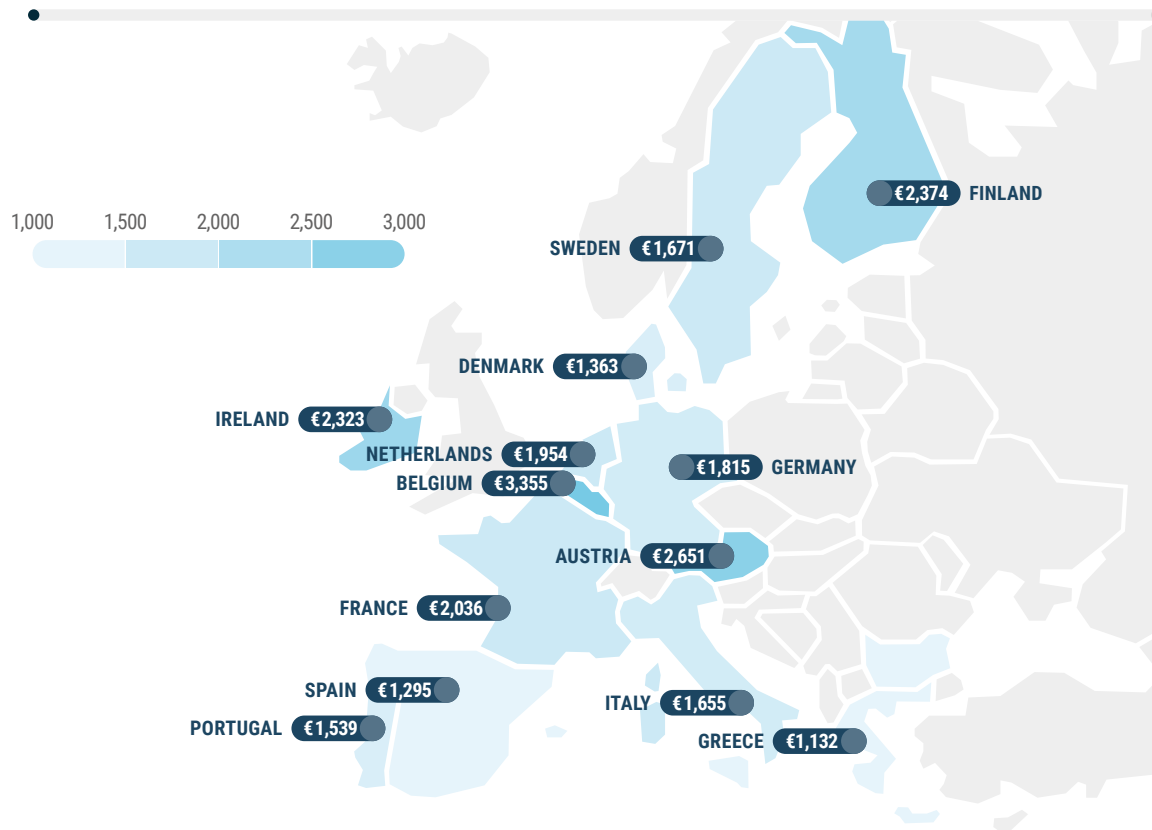 €2,374 FINLAND
1,000 1,500 2,000 2,500 3,000
SWEDEN €1,671
DENMARK €1,363
IRELAND €2,323
NETHERLANDS €1,954
€1,815 GERMANY
BELGIUM €3,355
AUSTRIA €2,651
FRANCE €2,036
SPAIN €1,295
ITALY €1,655
PORTUGAL €1,539
GREECE €1,132